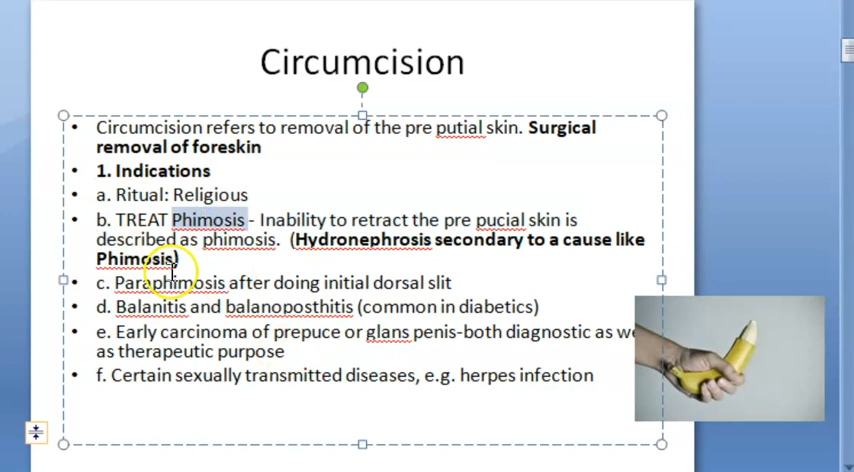 Circumcision
• Circumcision refers to removal of the pre putial skin. Surgical
removal of foreskin
• 1. Indications
• a. Ritual: Religious
• b. TREAT Phimosis - Inability to retract the pre pucial skin is
described as phimosis. (Hydronephrosis secondary to a cause like
Phimosis)
• c. Paraphimosis after doing initial dorsal slit
• d. Balanitis and balanoposthitis (common in diabetics)
• e. Early carcinoma of prepuce or glans penis-both diagnostic as we
as therapeutic purpose
• f. Certain sexually transmitted diseases, e.g. herpes infection